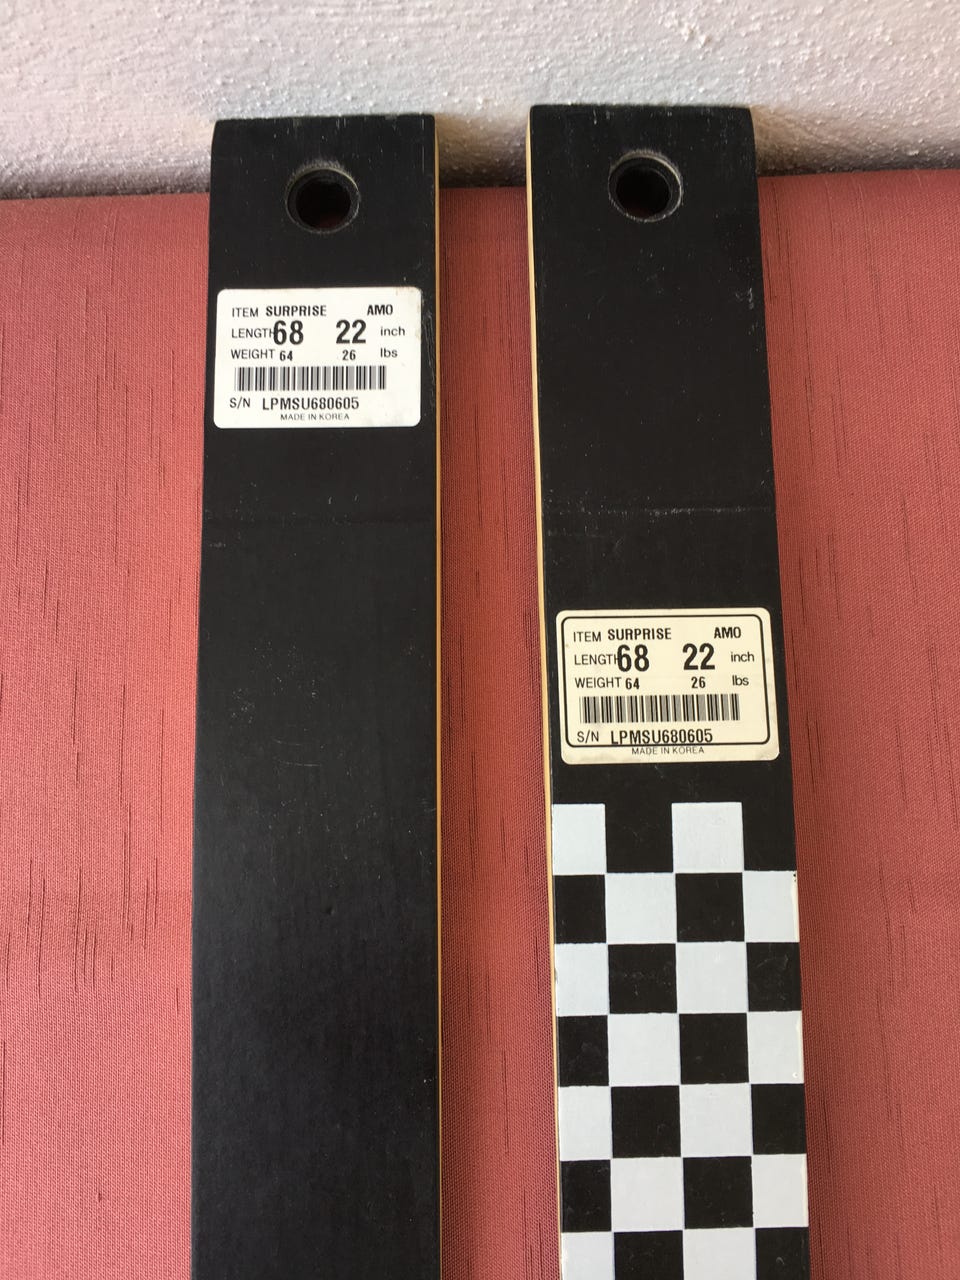 ITEM SURPRISE AMO
LENGTH 68 22 inch
WEIGHT 64 26 lbs
S/N LPMSU680605
MADE IN KOREA
ITEM SURPRISE AMO
LENGTH 68 22 inch
WEIGHT 64 26 lbs
S/N LPMSU680605
MADE IN KOREA